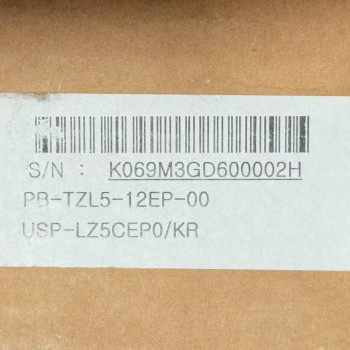 S/N : K069M3GD600002H
PB-TZL5-12EP-00
USP-LZ5CEP0/KR